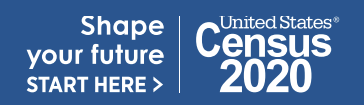 Shape
your future
START HERE >
United States®
Census
2020